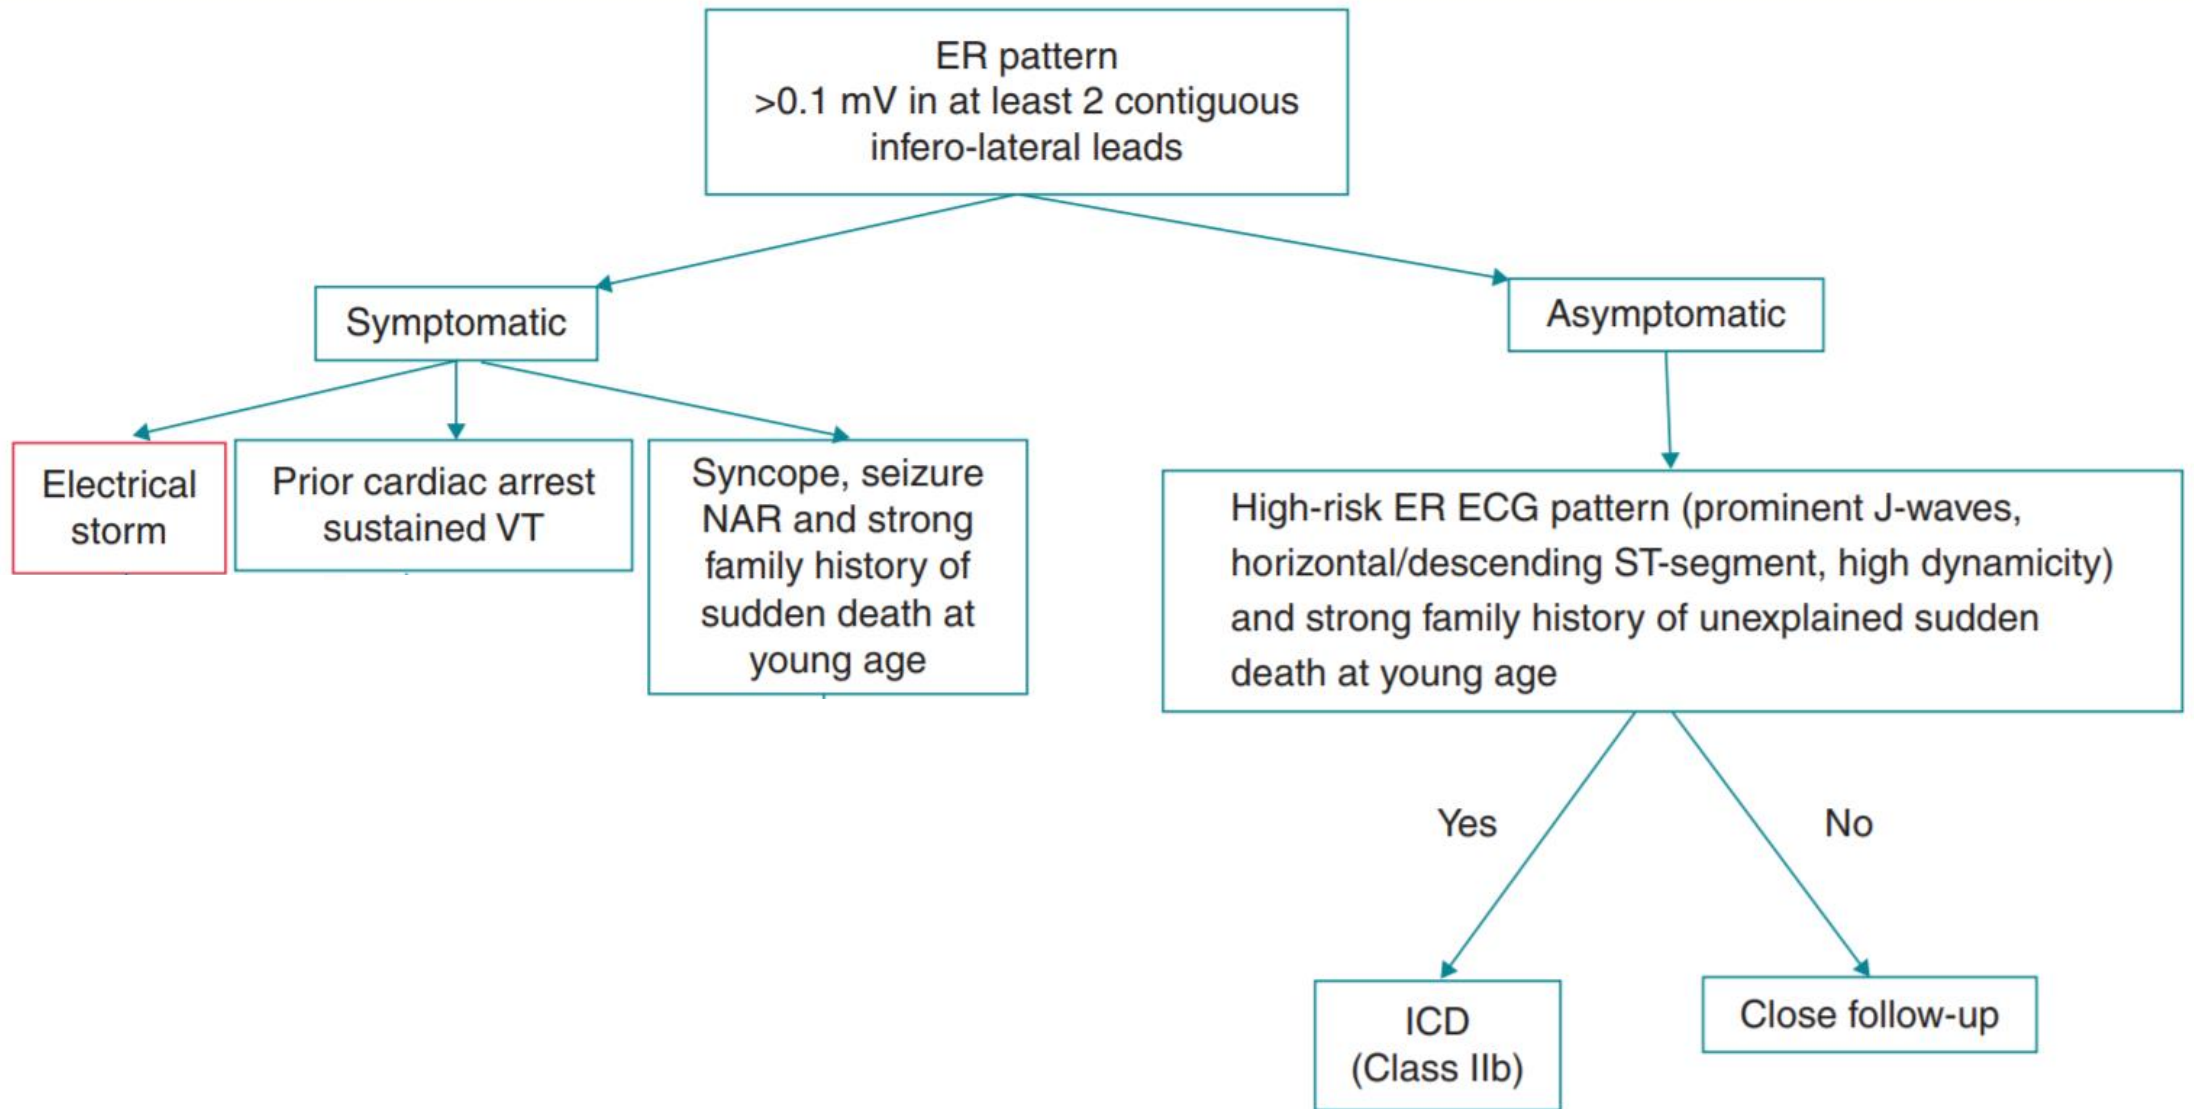 ER pattern
>0.1 mV in at least 2 contiguous
infero-lateral leads
Symptomatic
Asymptomatic
Electrical
storm
Prior cardiac arrest
sustained VT
Syncope, seizure
NAR and strong
family history of
sudden death at
young age
High-risk ER ECG pattern (prominent J-waves,
horizontal/descending ST-segment, high dynamicity)
and strong family history of unexplained sudden
death at young age
Yes
No
ICD
(Class IIb)
Close follow-up